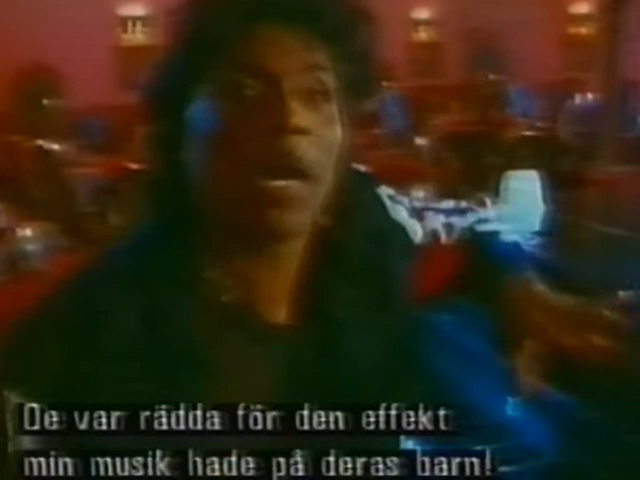 De var rädda för den effekt
min musik hade på deras barn!